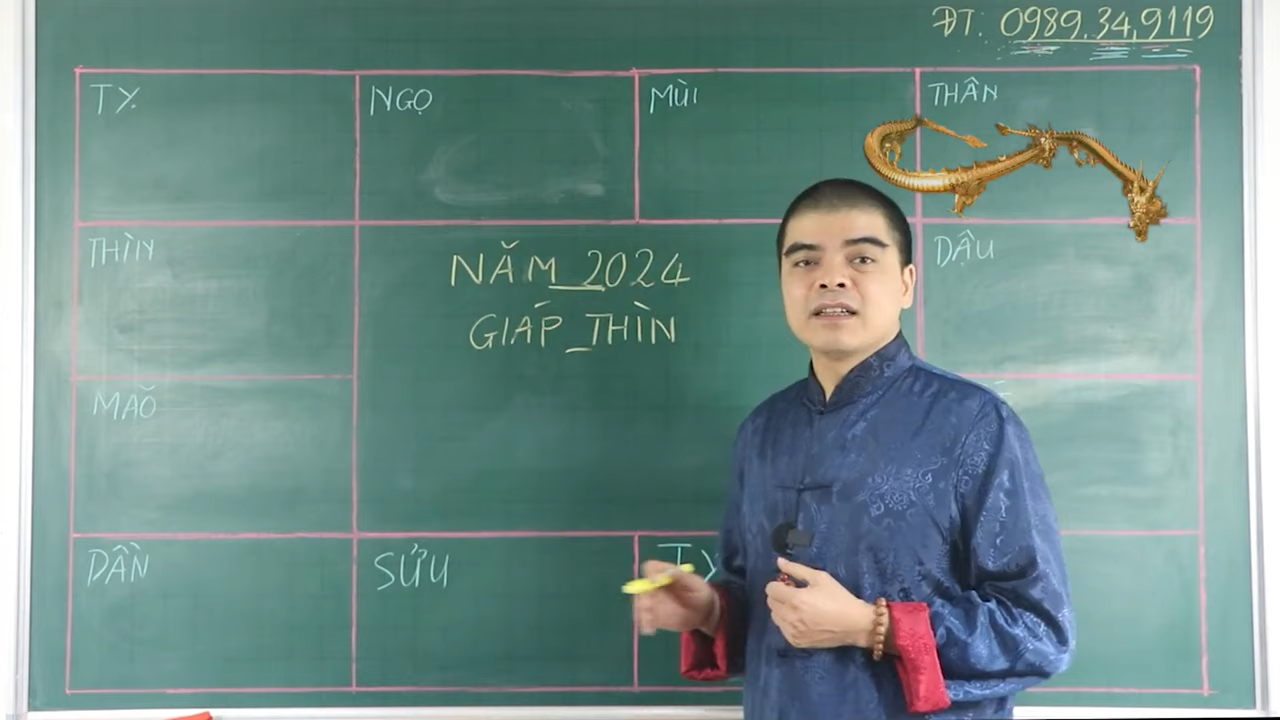 ĐT: 0989.34.9119
TỴ
NGỌ
MÙI
THÂN
THÌN
NĂM 2024
DẬU
GIÁP THÌN
MÃO
DẦN
SỬU